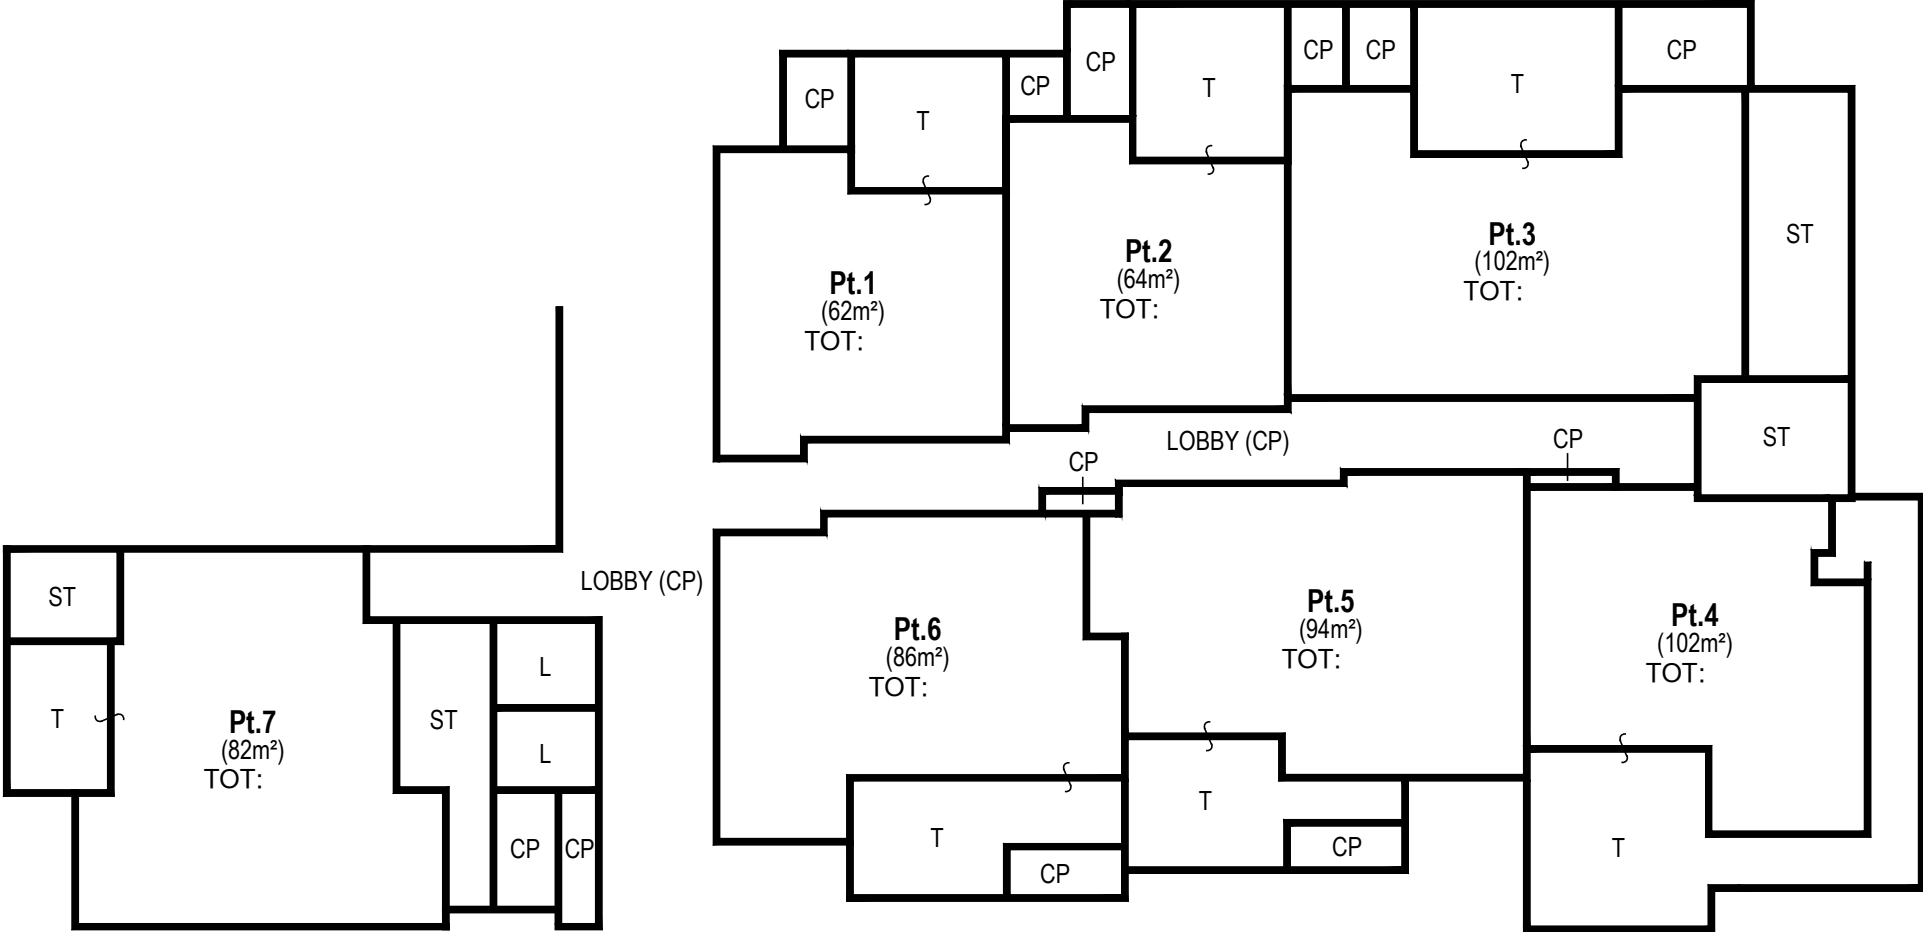 CP
T
CP
CP
T
CP
CP
T
CP
Pt.1
(62m²)
TOT:
Pt.2
(64m²)
TOT:
Pt.3
(102m²)
TOT:
ST
ST
LOBBY (CP)
CP
CP
LOBBY (CP)
Pt.6
(86m²)
TOT:
Pt.5
(94m²)
TOT:
Pt.4
(102m²)
TOT:
T
CP
T
CP
T
ST
T
Pt.7
(82m²)
TOT:
ST
L
L
CP
CP